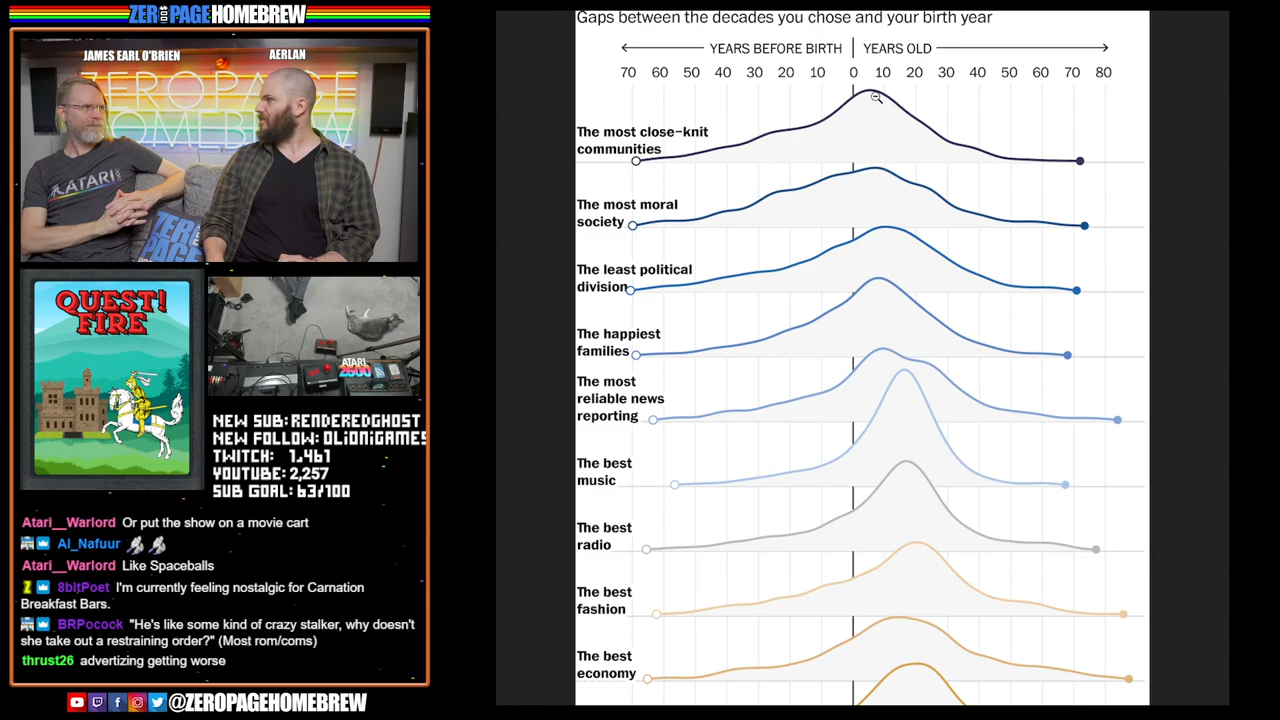 ZEROPAGE HOMEBREW
JAMES EARL O'BRIEN
AERLAN
ZEROPAGE
HOMEBREW
ATARI
ZERO
PAGE
QUEST!
FIRE
ATARI
2600
NEW SUB:RENDEREDGHOST
NEW FOLLOW:OLIONIGAMES
TWITCH: 1,461
YOUTUBE: 2,257
SUB GOAL: 63/100
Atari__Warlord Or put the show on a movie cart
Al_Nafuur
Atari__Warlord Like Spaceballs
8bitPoet I'm currently feeling nostalgic for Carnation
Breakfast Bars.
BRPocock "He's like some kind of crazy stalker, why doesn't
she take out a restraining order?" (Most rom/coms)
thrust26 advertizing getting worse
@ZEROPAGEHOMEBREW
Gaps between the decades you chose and your birth year
YEARS BEFORE BIRTH YEARS OLD
70 60 50 40 30 20 10 0 10 20 30 40 50 60 70 80
The most close-knit
communities
The most moral
society
The least political
division
The happiest
families
The most
reliable news
reporting
The best
music
The best
radio
The best
fashion
The best
economy